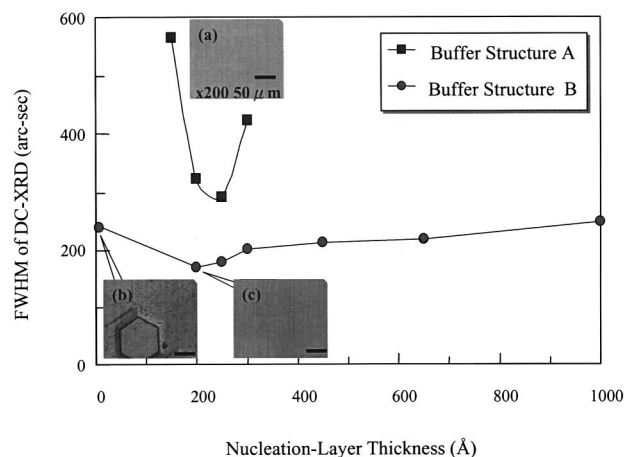 600
400
200
0
FWHM of DC-XRD (arc-sec)
(a)
x200 50 μm
Buffer Structure A
Buffer Structure B
(b)
(c)
0 200 400 600 800 1000
Nucleation-Layer Thickness (Å)